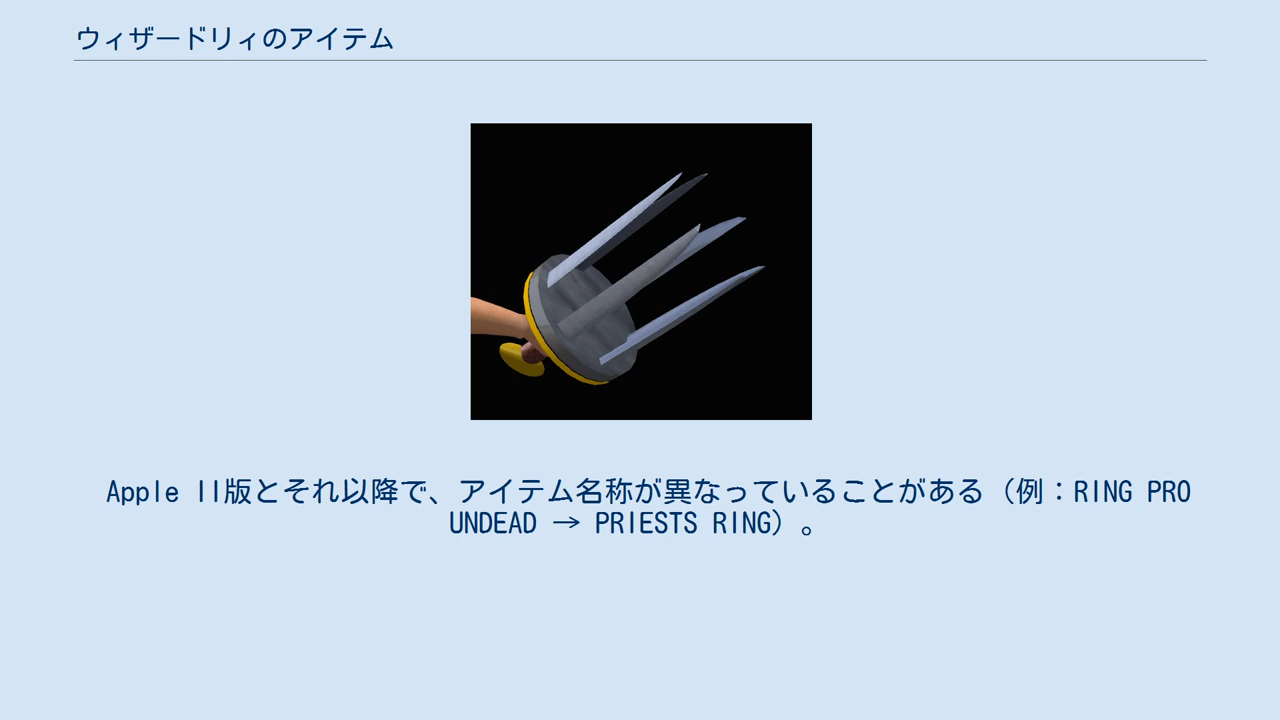 ウィザードリィのアイテム
Apple II版とそれ以降で、アイテム名称が異なっていることがある（例：RING PRO
UNDEAD → PRIESTS RING）。